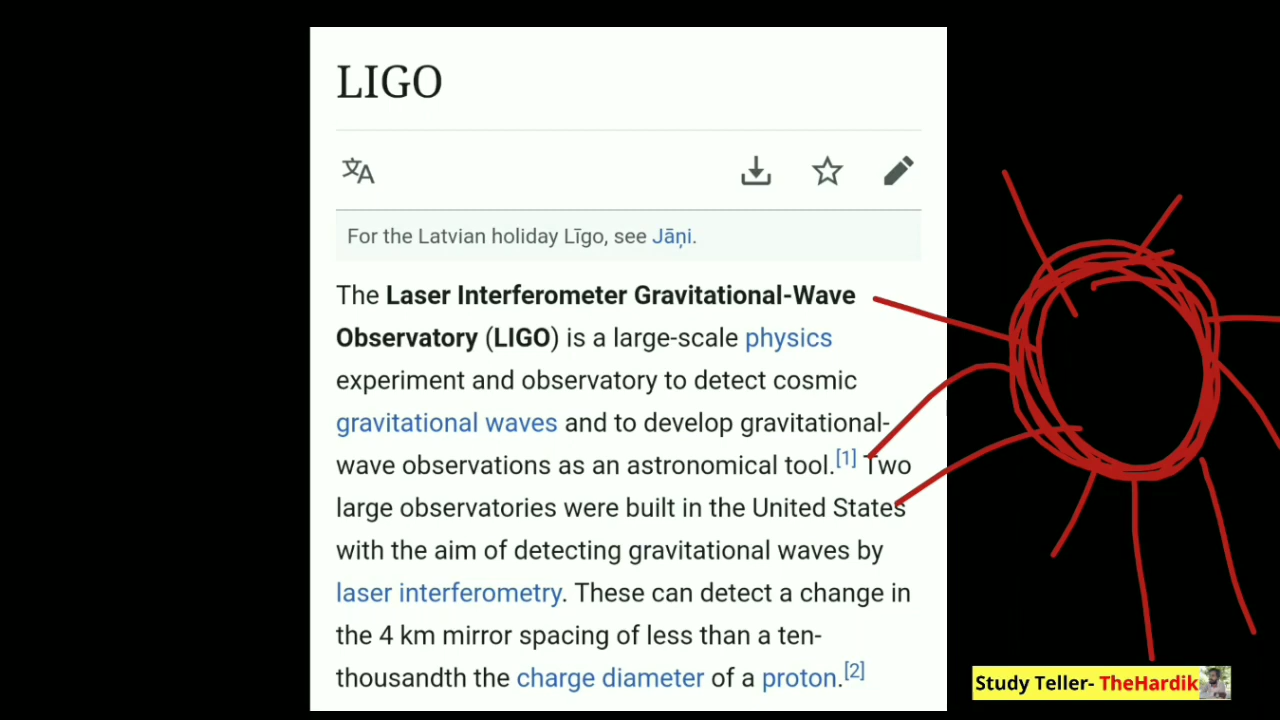 LIGO
For the Latvian holiday Līgo, see Jāņi.
The Laser Interferometer Gravitational-Wave
Observatory (LIGO) is a large-scale physics
experiment and observatory to detect cosmic
gravitational waves and to develop gravitational-
wave observations as an astronomical tool.[1] Two
large observatories were built in the United States
with the aim of detecting gravitational waves by
laser interferometry. These can detect a change in
the 4 km mirror spacing of less than a ten-
thousandth the charge diameter of a proton.[2]
Study Teller- TheHardik